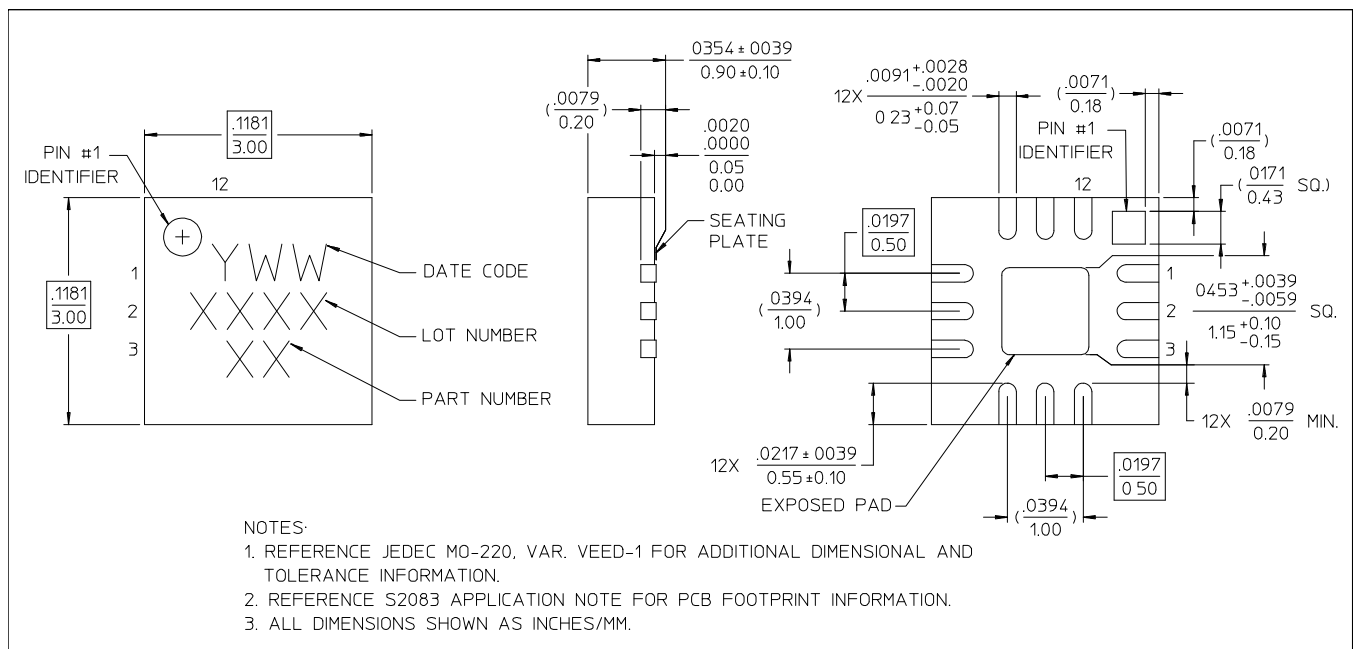 .1181
3.00
PIN #1
IDENTIFIER
12
.1181
3.00
1
2
3
Y W W
X X X X
X X
DATE CODE
LOT NUMBER
PART NUMBER
.0354 ± .0039
0.90 ±0.10
(.0079
0.20)
.0020
.0000
0.05
0.00
SEATING
PLATE
12X .0091 +.0028
-.0020
0.23 +0.07
-0.05
(.0071
0.18)
PIN #1
IDENTIFIER
12
(.0071
0.18)
(.0171 SQ.)
0.43
.0197
0.50
(.0394
1.00)
1
2
3
.0453 +.0039
-.0059 SQ.
1.15 +0.10
-0.15
12X .0079 MIN.
0.20
12X .0217 ± .0039
0.55 ±0.10
EXPOSED PAD
.0197
0.50
(.0394)
1.00
NOTES:
1. REFERENCE JEDEC MO-220, VAR. VEED-1 FOR ADDITIONAL DIMENSIONAL AND
TOLERANCE INFORMATION.
2. REFERENCE S2083 APPLICATION NOTE FOR PCB FOOTPRINT INFORMATION.
3. ALL DIMENSIONS SHOWN AS INCHES/MM.